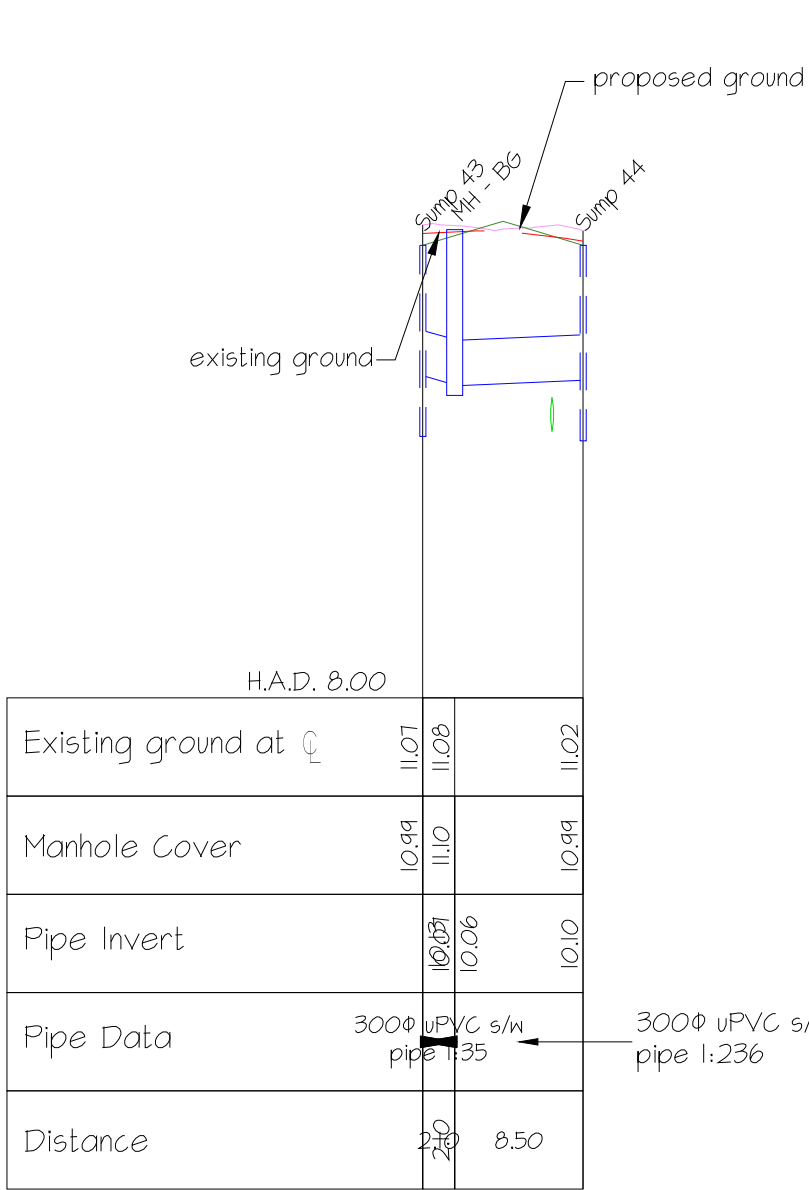 proposed ground
Sump 43
MH - BG
Sump 44
existing ground
H.A.D. 8.00
Existing ground at ℄ 11.07 11.08 11.02
Manhole Cover 10.99 11.10 10.99
Pipe Invert 10.06 10.10
Pipe Data
300Φ uPVC s/w
pipe 1:35
300Φ uPVC s/
pipe 1:236
Distance 2.10 8.50